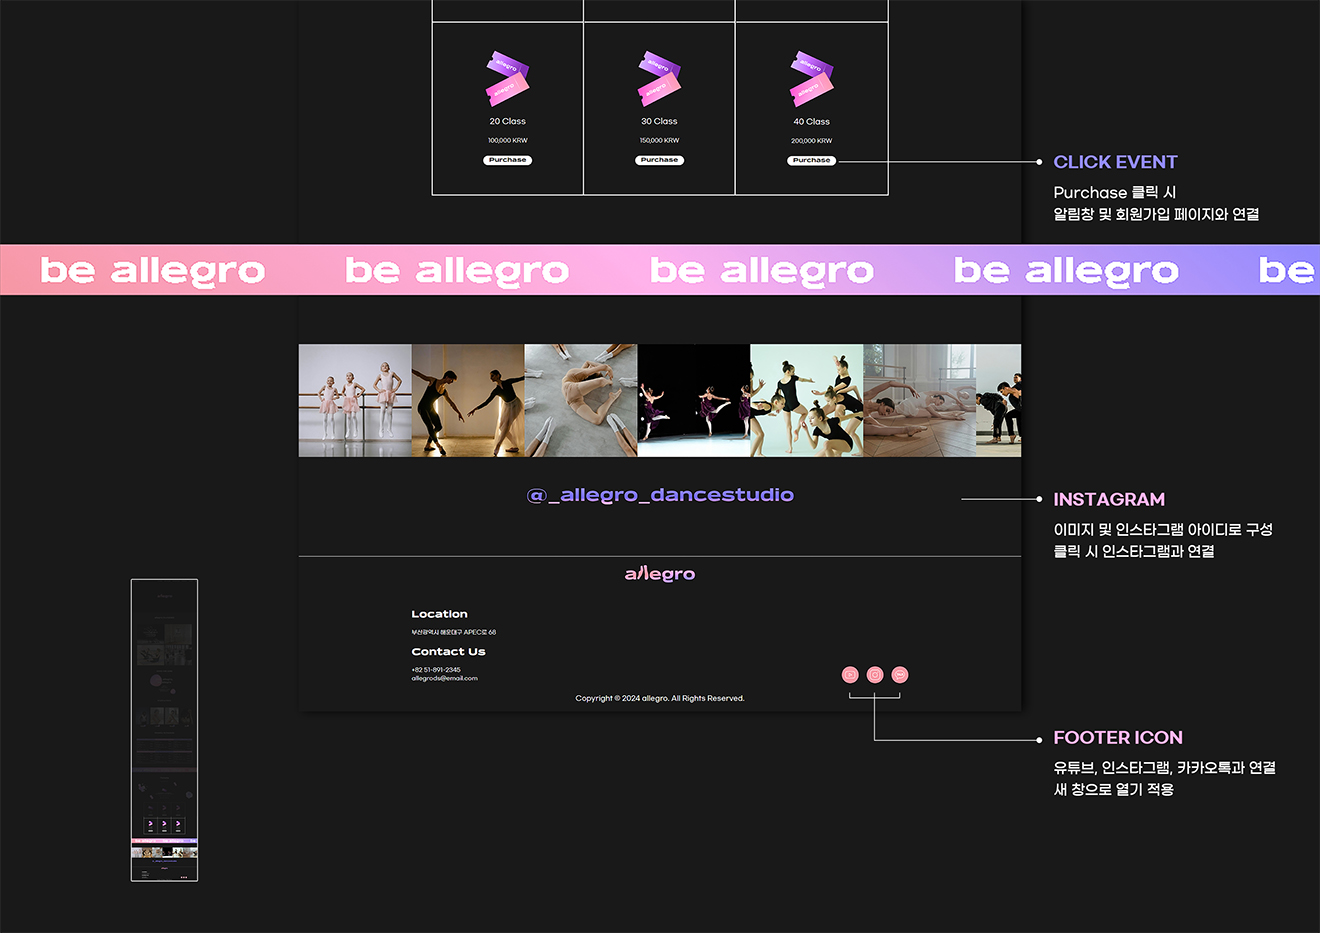 allegro
allegro
allegro
allegro
allegro
allegro
20 Class
30 Class
40 Class
100,000 KRW
150,000 KRW
200,000 KRW
Purchase
Purchase
Purchase
CLICK EVENT
Purchase 클릭 시
알림창 및 회원가입 페이지와 연결
be allegro be allegro be allegro be allegro be
@_allegro_dancestudio
INSTAGRAM
이미지 및 인스타그램 아이디로 구성
클릭 시 인스타그램과 연결
allegro
Location
부산광역시 해운대구 APEC로 68
Contact Us
+82 51-891-2345
allegrods@email.com
Copyright © 2024 allegro. All Rights Reserved.
FOOTER ICON
유튜브, 인스타그램, 카카오톡과 연결
새 창으로 열기 적용